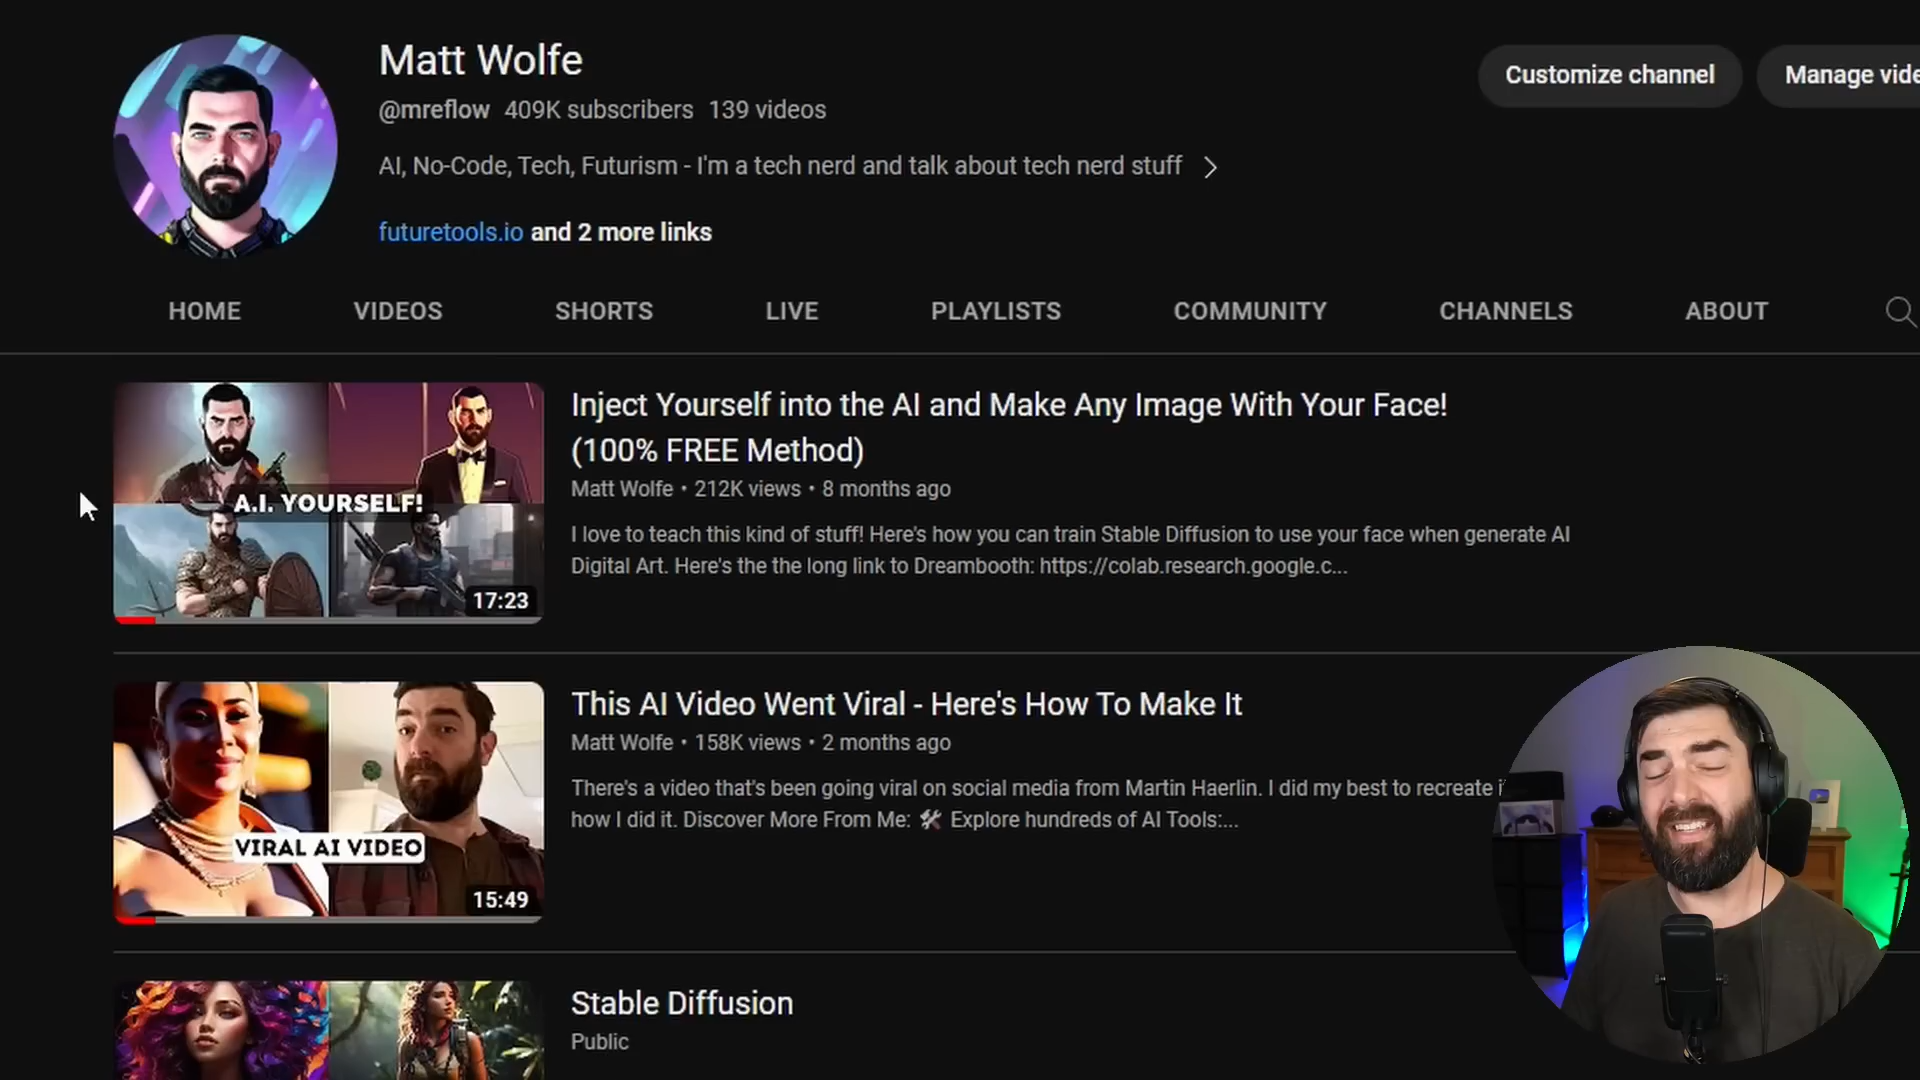 Matt Wolfe
Customize channel
Manage vide
@mreflow 409K subscribers 139 videos
AI, No-Code, Tech, Futurism - I'm a tech nerd and talk about tech nerd stuff
futuretools.io and 2 more links
HOME VIDEOS SHORTS LIVE PLAYLISTS COMMUNITY CHANNELS ABOUT
A.I. YOURSELF!
17:23
Inject Yourself into the AI and Make Any Image With Your Face!
(100% FREE Method)
Matt Wolfe • 212K views • 8 months ago
I love to teach this kind of stuff! Here's how you can train Stable Diffusion to use your face when generate AI
Digital Art. Here's the the long link to Dreambooth: https://colab.research.google.c...
VIRAL AI VIDEO
15:49
This AI Video Went Viral - Here's How To Make It
Matt Wolfe • 158K views • 2 months ago
There's a video that's been going viral on social media from Martin Haerlin. I did my best to recreate i
how I did it. Discover More From Me: 🛠 Explore hundreds of AI Tools:...
Stable Diffusion
Public